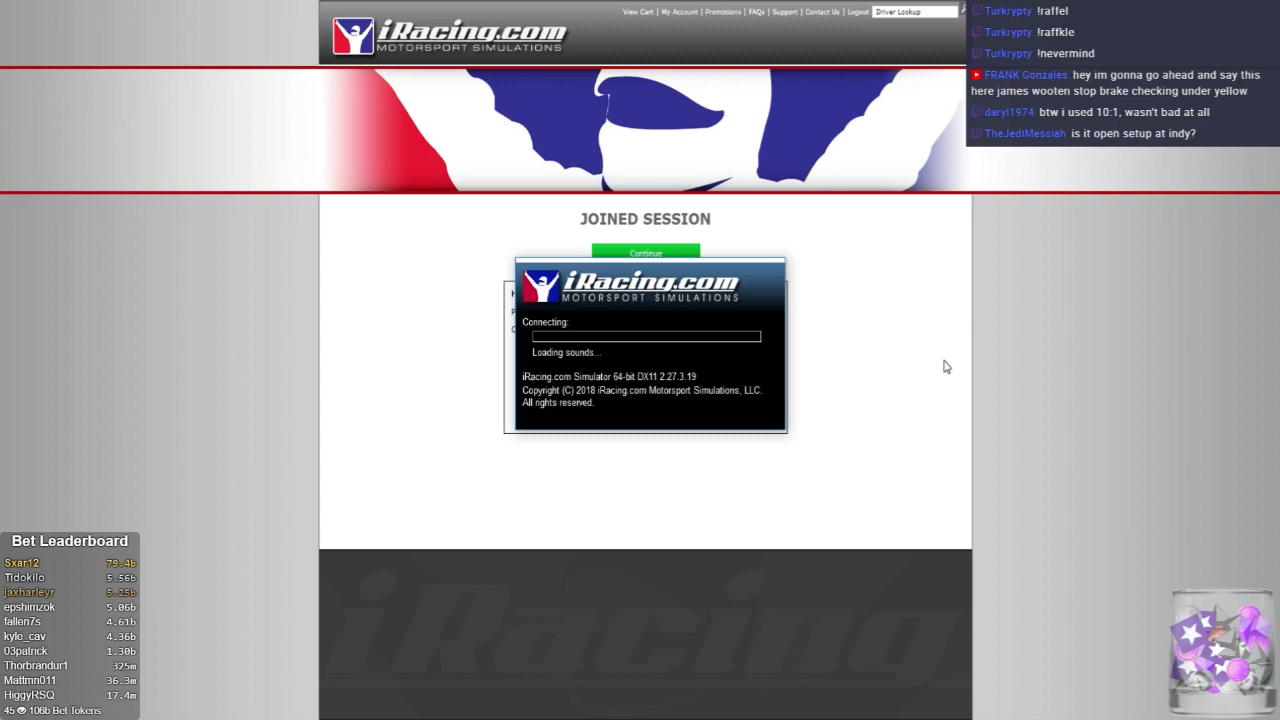 View Cart | My Account | Promotions | FAQs | Support | Contact Us | Logout Driver Lookup
iRacing.com
MOTORSPORT SIMULATIONS
Turkrypty !raffel
Turkrypty !raffkle
Turkrypty !nevermind
FRANK Gonzales hey im gonna go ahead and say this
here james wooten stop brake checking under yellow
daryl1974 btw i used 10:1, wasn't bad at all
TheJediMessiah is it open setup at indy?
JOINED SESSION
Continue
iRacing.com
MOTORSPORT SIMULATIONS
Connecting:
Loading sounds...
iRacing.com Simulator 64-bit DX11 2.27.3.19
Copyright (C) 2018 iRacing.com Motorsport Simulations, LLC.
All rights reserved.
Bet Leaderboard
Sxar12 79.4b
Tidokilo 5.56b
jaxharleyr 5.25b
epshimzok 5.06b
fallen7s 4.61b
kyle_cav 4.36b
03patrick 1.30b
Thorbrandur1 325m
Mattmn011 36.3m
HiggyRSQ 17.4m
45 106b Bet Tokens
iRacing